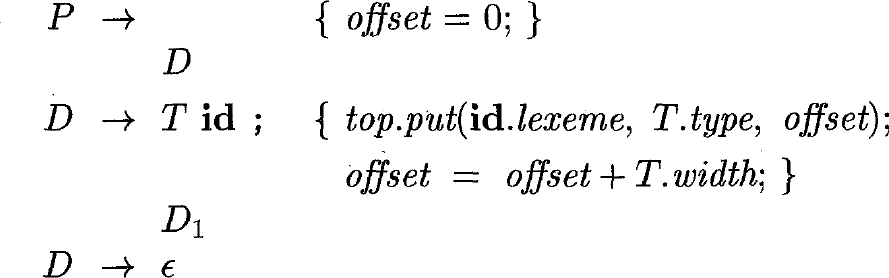 P → { offset = 0; }
D
D → T id ; { top.put(id.lexeme, T.type, offset);
offset = offset + T.width; }
D₁
D → ϵ